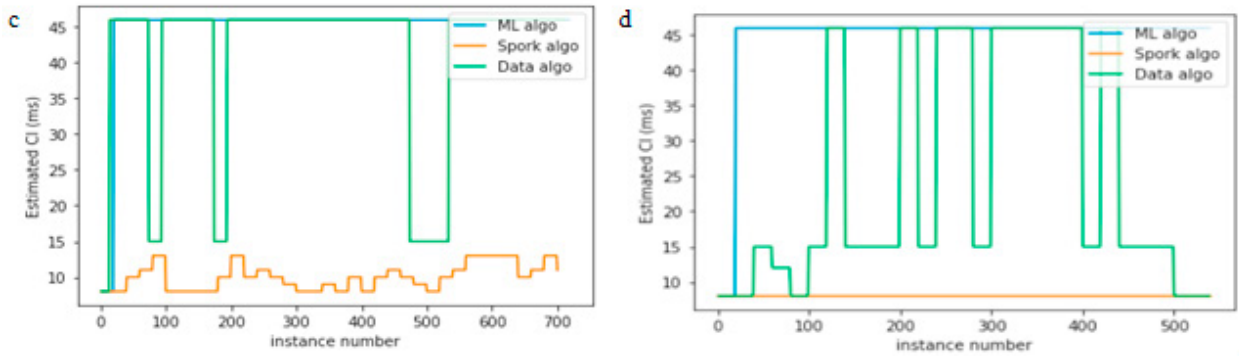 c
45
40
35
30
25
20
15
10
Estimated CI (ms)
0 100 200 300 400 500 600 700
instance number
ML algo
Spork algo
Data algo
d
45
40
35
30
25
20
15
10
Estimated CI (ms)
0 100 200 300 400 500
instance number
ML algo
Spork algo
Data algo